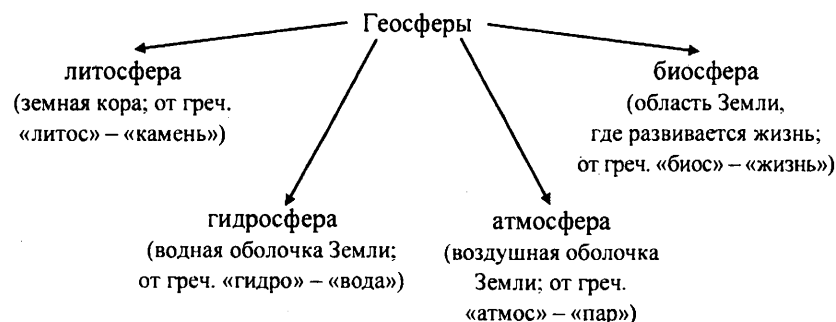 Геосферы
литосфера
(земная кора; от греч.
«литос» – «камень»)
биосфера
(область Земли,
где развивается жизнь;
от греч. «биос» – «жизнь»)
гидросфера
(водная оболочка Земли;
от греч. «гидро» – «вода»)
атмосфера
(воздушная оболочка
Земли; от греч.
«атмос» – «пар»)